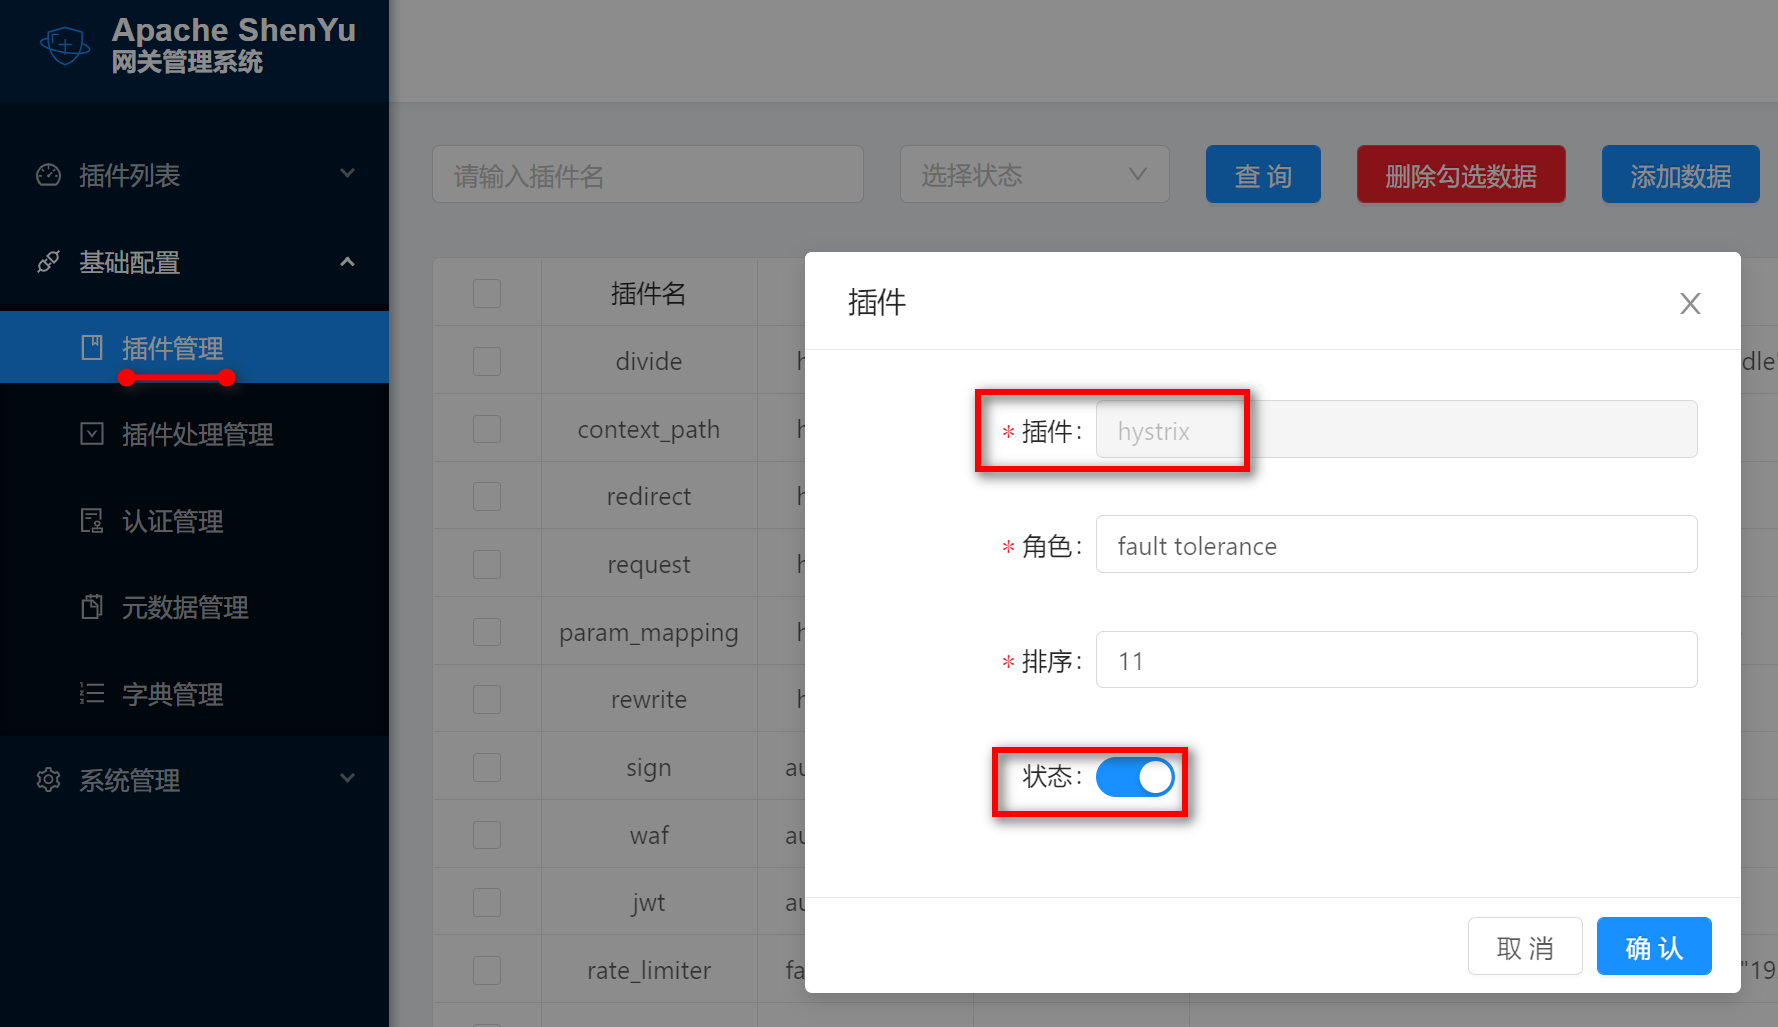 Apache ShenYu
网关管理系统
插件列表
基础配置
插件管理
插件处理管理
认证管理
元数据管理
字典管理
系统管理
请输入插件名
选择状态
查 询
删除勾选数据
添加数据
插件名
divide
context_path
redirect
request
param_mapping
rewrite
sign
au
waf
au
jwt
au
rate_limiter
fa
dle"
"19
插件
* 插件:
hystrix
* 角色:
fault tolerance
* 排序:
11
状态:
取 消
确 认